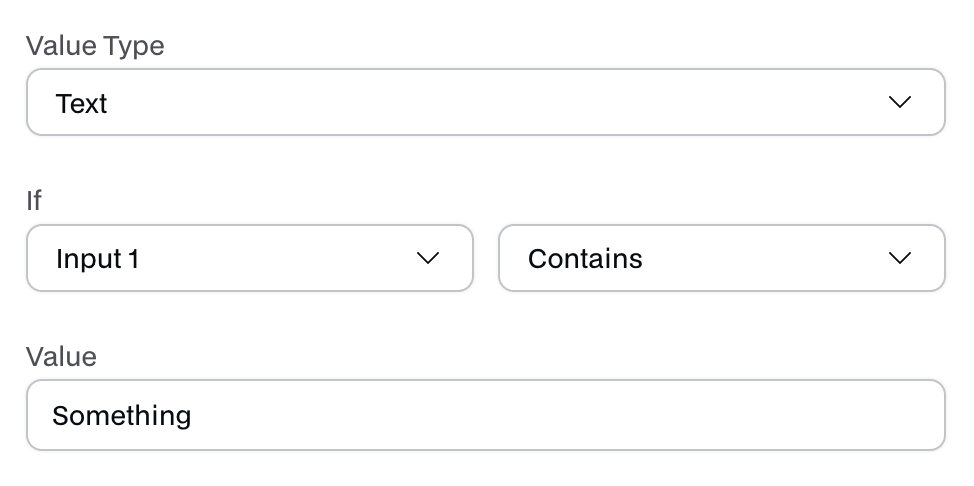 Value Type
Text
If
Input 1 Contains
Value
Something